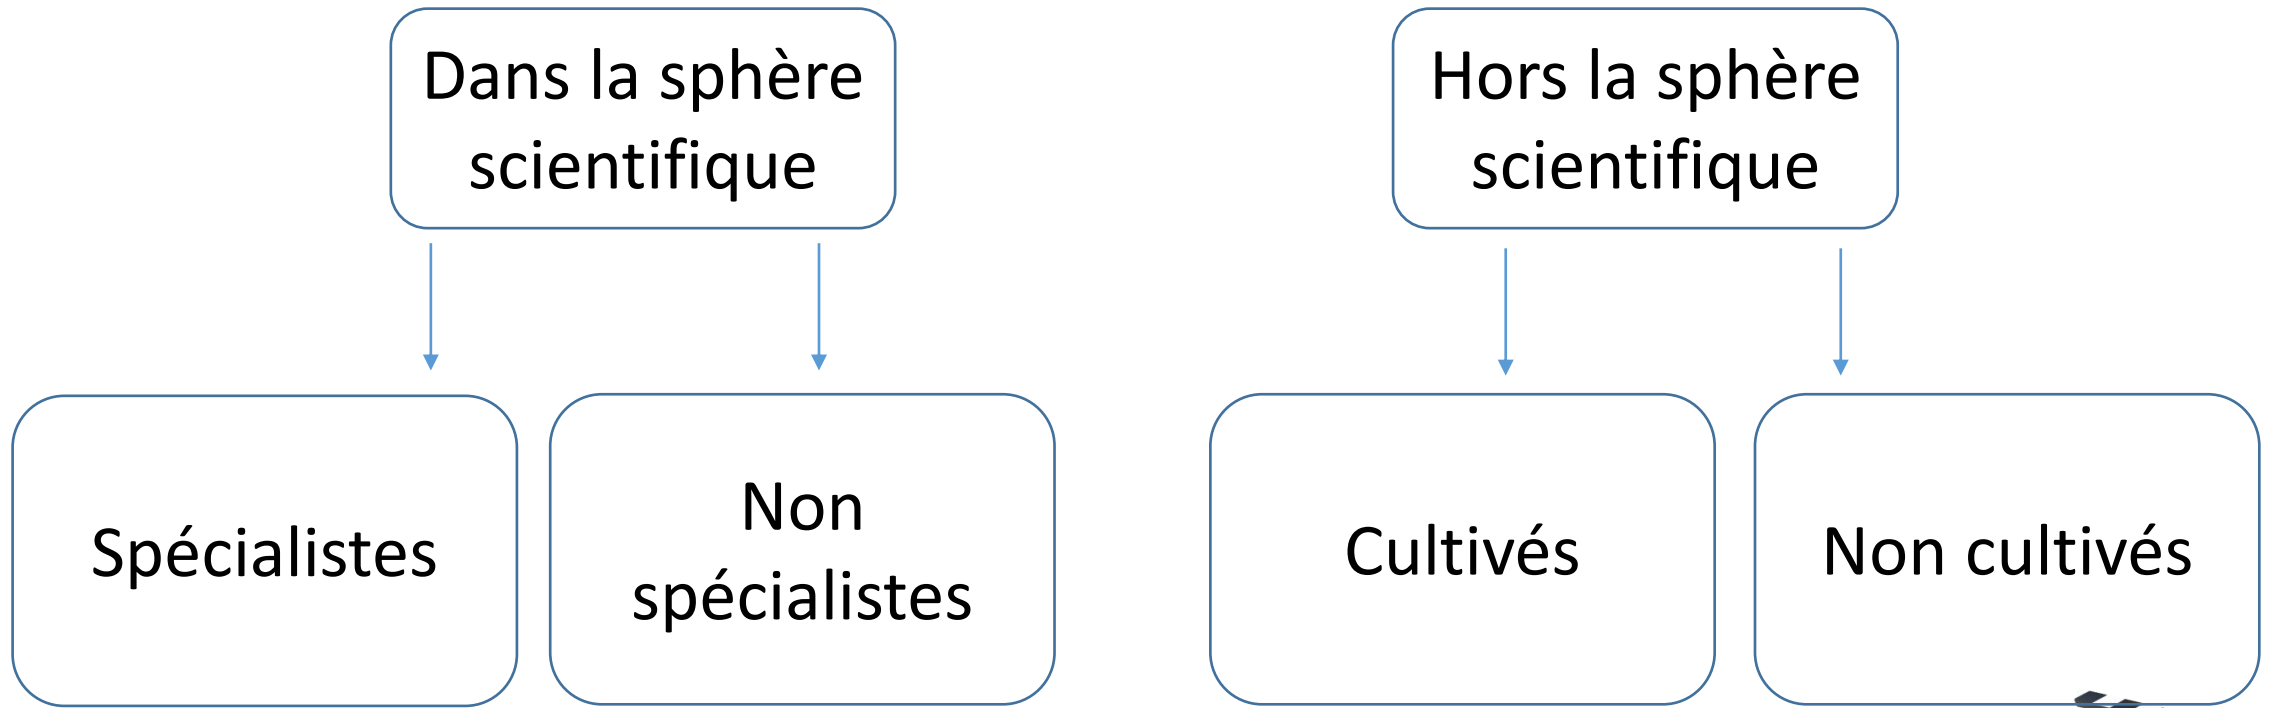 Dans la sphère
scientifique
Hors la sphère
scientifique
Spécialistes
Non
spécialistes
Cultivés
Non cultivés